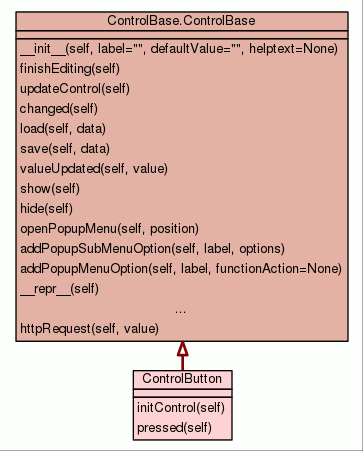 ControlBase.ControlBase
__init__(self, label="", defaultValue="", helptext=None)
finishEditing(self)
updateControl(self)
changed(self)
load(self, data)
save(self, data)
valueUpdated(self, value)
show(self)
hide(self)
openPopupMenu(self, position)
addPopupSubMenuOption(self, label, options)
addPopupMenuOption(self, label, functionAction=None)
__repr__(self)
...
httpRequest(self, value)
ControlButton
initControl(self)
pressed(self)